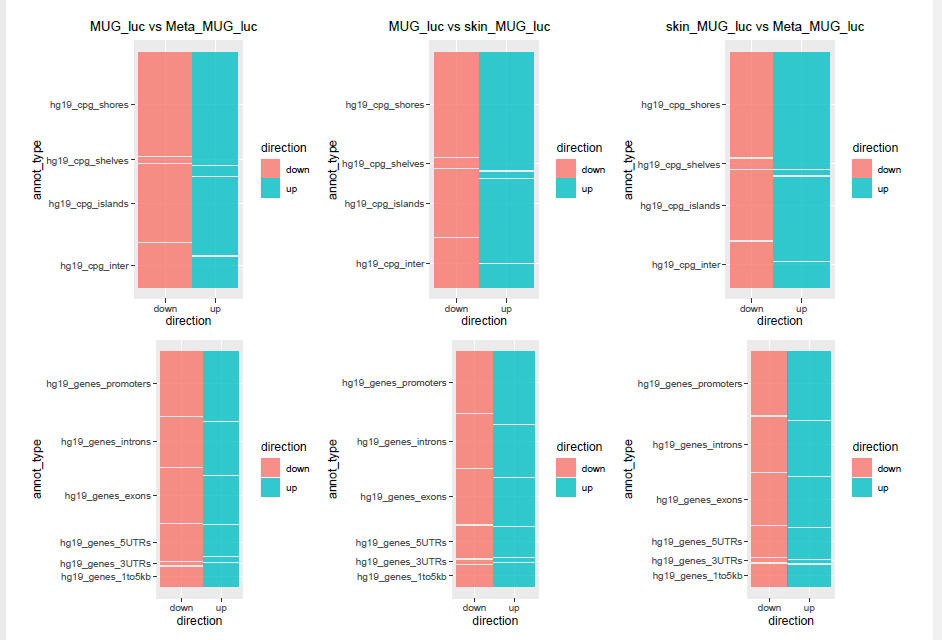 MUG_luc vs Meta_MUG_luc
annot_type
hg19_cpg_shores
hg19_cpg_shelves
hg19_cpg_islands
hg19_cpg_inter
down
up
direction
direction
down
up
MUG_luc vs skin_MUG_luc
annot_type
hg19_cpg_shores
hg19_cpg_shelves
hg19_cpg_islands
hg19_cpg_inter
down
up
direction
direction
down
up
skin_MUG_luc vs Meta_MUG_luc
annot_type
hg19_cpg_shores
hg19_cpg_shelves
hg19_cpg_islands
hg19_cpg_inter
down
up
direction
direction
down
up
annot_type
hg19_genes_promoters
hg19_genes_introns
hg19_genes_exons
hg19_genes_5UTRs
hg19_genes_3UTRs
hg19_genes_1to5kb
down
up
direction
direction
down
up
annot_type
hg19_genes_promoters
hg19_genes_introns
hg19_genes_exons
hg19_genes_5UTRs
hg19_genes_3UTRs
hg19_genes_1to5kb
down
up
direction
direction
down
up
annot_type
hg19_genes_promoters
hg19_genes_introns
hg19_genes_exons
hg19_genes_5UTRs
hg19_genes_3UTRs
hg19_genes_1to5kb
down
up
direction
direction
down
up